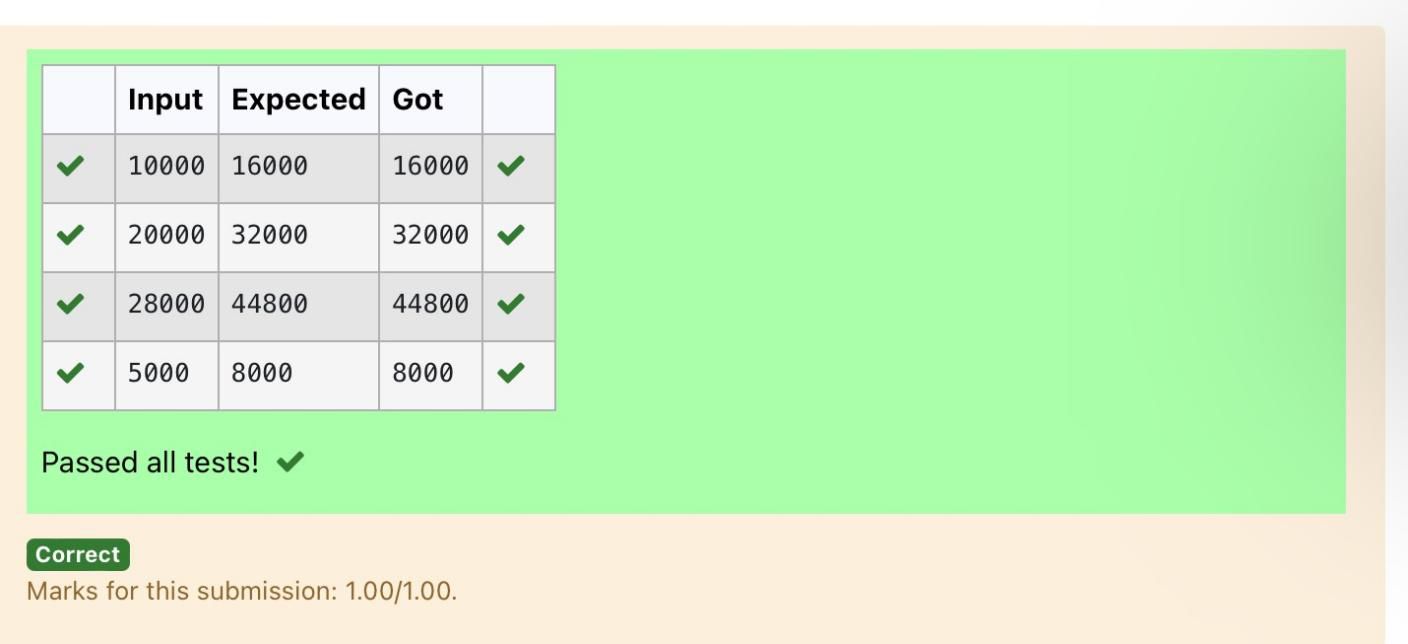 Input Expected Got
10000 16000 16000
20000 32000 32000
28000 44800 44800
5000 8000 8000
Passed all tests!
Correct
Marks for this submission: 1.00/1.00.